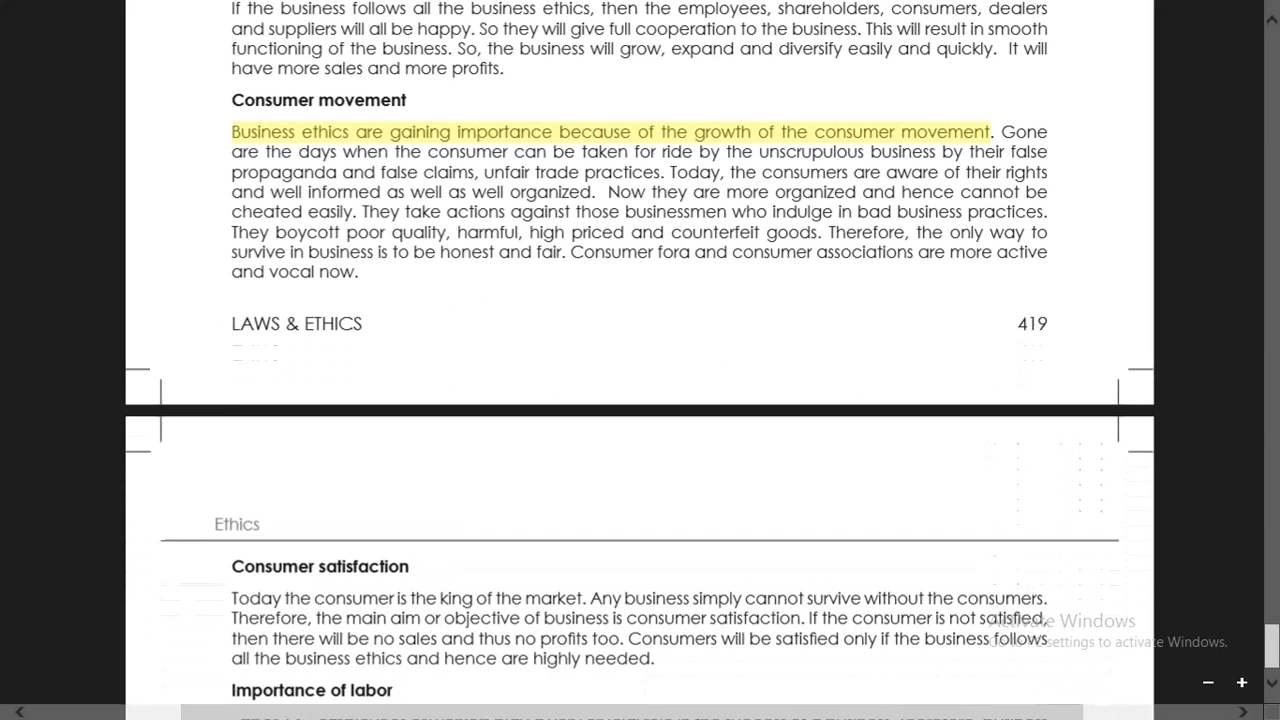 If the business follows all the business ethics, then the employees, shareholders, consumers, dealers
and suppliers will all be happy. So they will give full cooperation to the business. This will result in smooth
functioning of the business. So, the business will grow, expand and diversify easily and quickly. It will
have more sales and more profits.
Consumer movement
Business ethics are gaining importance because of the growth of the consumer movement. Gone
are the days when the consumer can be taken for ride by the unscrupulous business by their false
propaganda and false claims, unfair trade practices. Today, the consumers are aware of their rights
and well informed as well as well organized. Now they are more organized and hence cannot be
cheated easily. They take actions against those businessmen who indulge in bad business practices.
They boycott poor quality, harmful, high priced and counterfeit goods. Therefore, the only way to
survive in business is to be honest and fair. Consumer fora and consumer associations are more active
and vocal now.
LAWS & ETHICS 419
Ethics
Consumer satisfaction
Today the consumer is the king of the market. Any business simply cannot survive without the consumers.
Therefore, the main aim or objective of business is consumer satisfaction. If the consumer is not satisfied,
then there will be no sales and thus no profits too. Consumers will be satisfied only if the business follows
all the business ethics and hence are highly needed.
Importance of labor
Activate Windows
Go to PC settings to activate Windows.